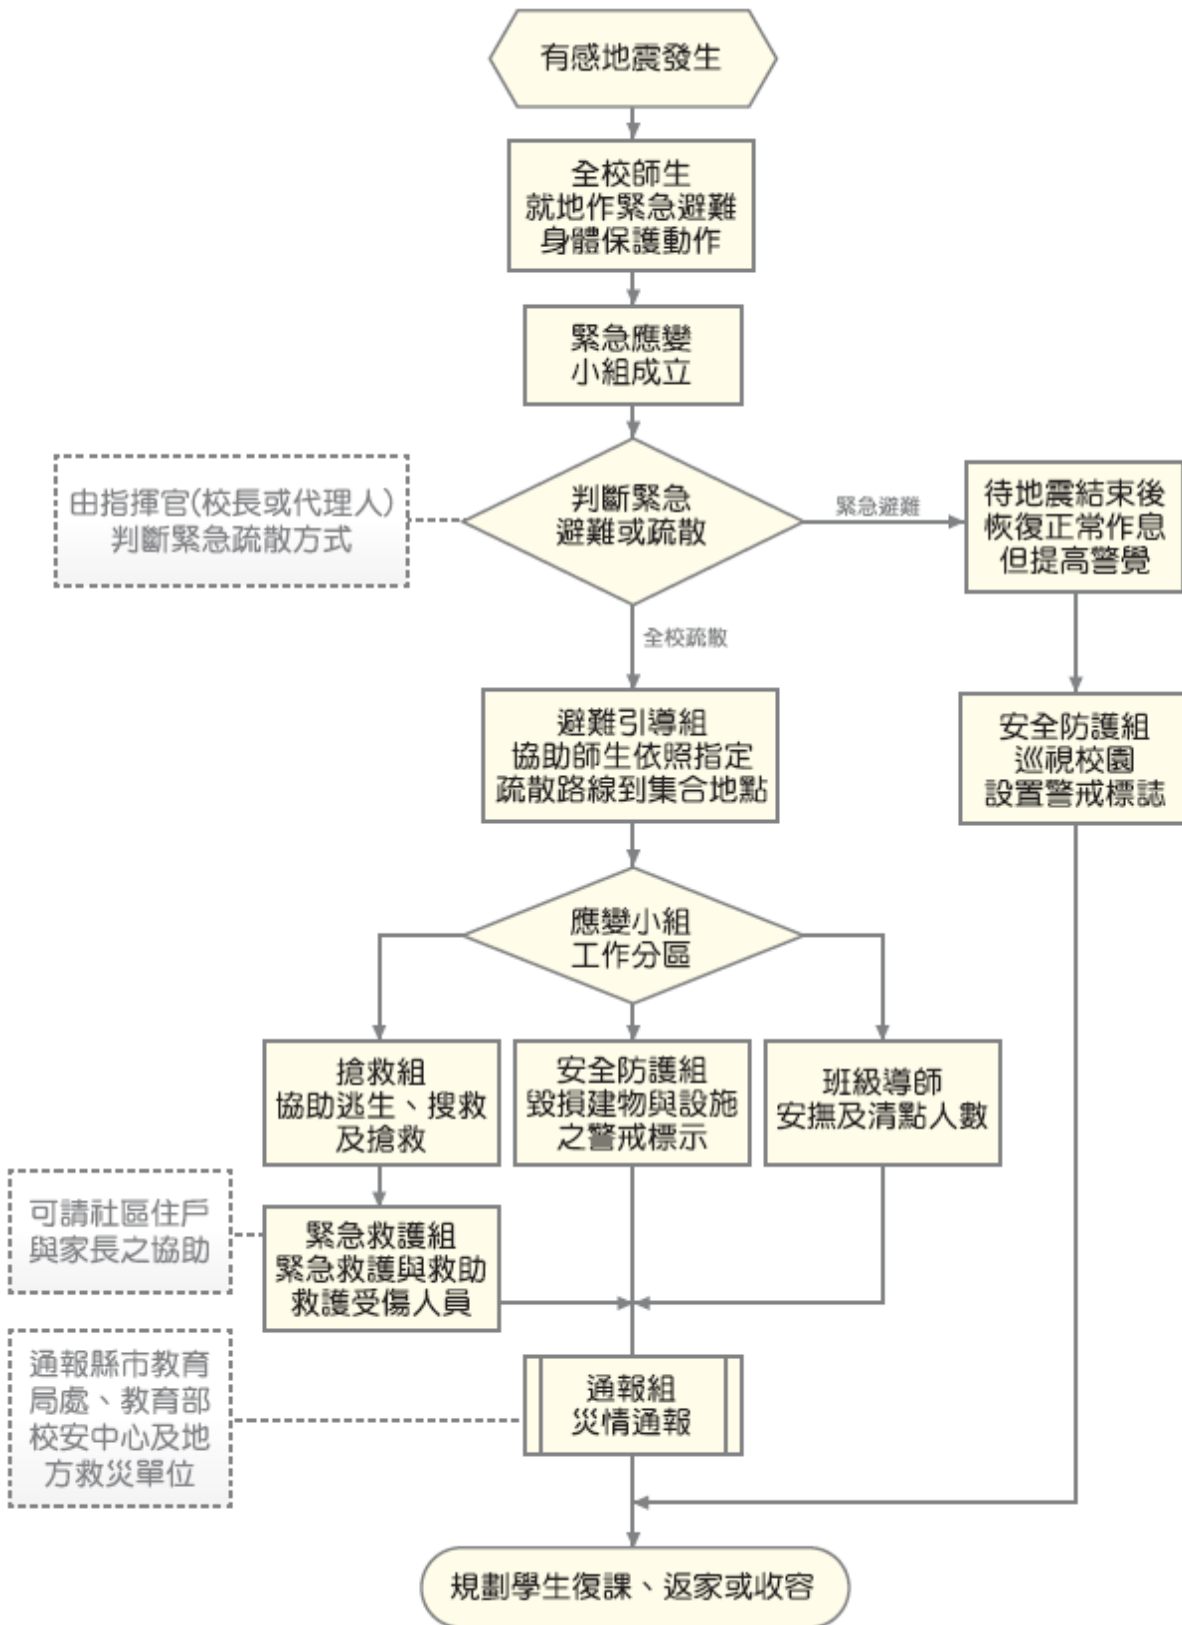 有感地震發生
全校師生
就地作緊急避難
身體保護動作
緊急應變
小組成立
由指揮官(校長或代理人)
判斷緊急疏散方式
判斷緊急
避難或疏散
緊急避難
待地震結束後
恢復正常作息
但提高警覺
全校疏散
避難引導組
協助師生依照指定
疏散路線到集合地點
安全防護組
巡視校園
設置警戒標誌
應變小組
工作分區
搶救組
協助逃生、搜救
及搶救
安全防護組
毀損建物與設施
之警戒標示
班級導師
安撫及清點人數
可請社區住戶
與家長之協助
緊急救護組
緊急救護與救助
救護受傷人員
通報縣市教育
局處、教育部
校安中心及地
方救災單位
通報組
災情通報
規劃學生復課、返家或收容